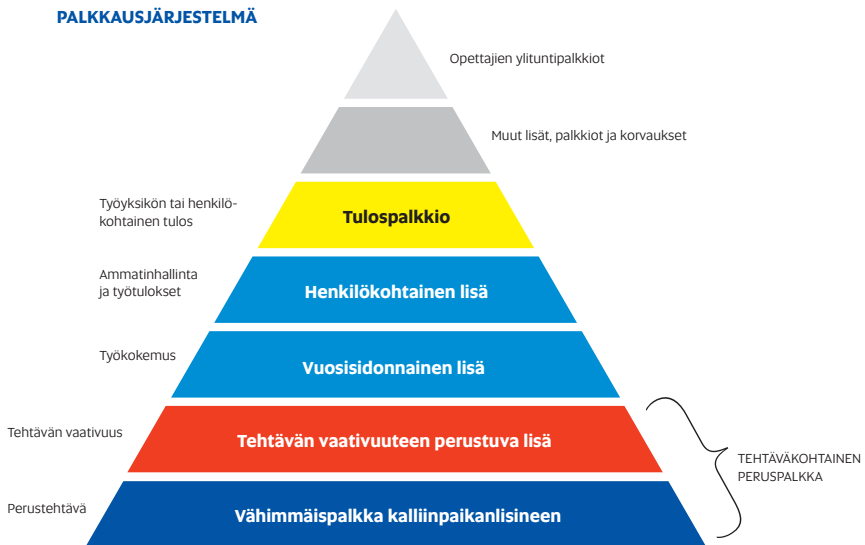 PALKKAUSJÄRJESTELMÄ
Opettajien ylituntipalkkiot
Muut lisät, palkkiot ja korvaukset
Työyksikön tai henkilö-
kohtainen tulos
Tulospalkkio
Ammatinhallinta
ja työtulokset
Henkilökohtainen lisä
Työkokemus
Vuosisidonnainen lisä
Tehtävän vaativuus
Tehtävän vaativuuteen perustuva lisä
TEHTÄVÄKOHTAINEN
PERUSPALKKA
Perustehtävä
Vähimmäispalkka kalliinpaikanlisineen